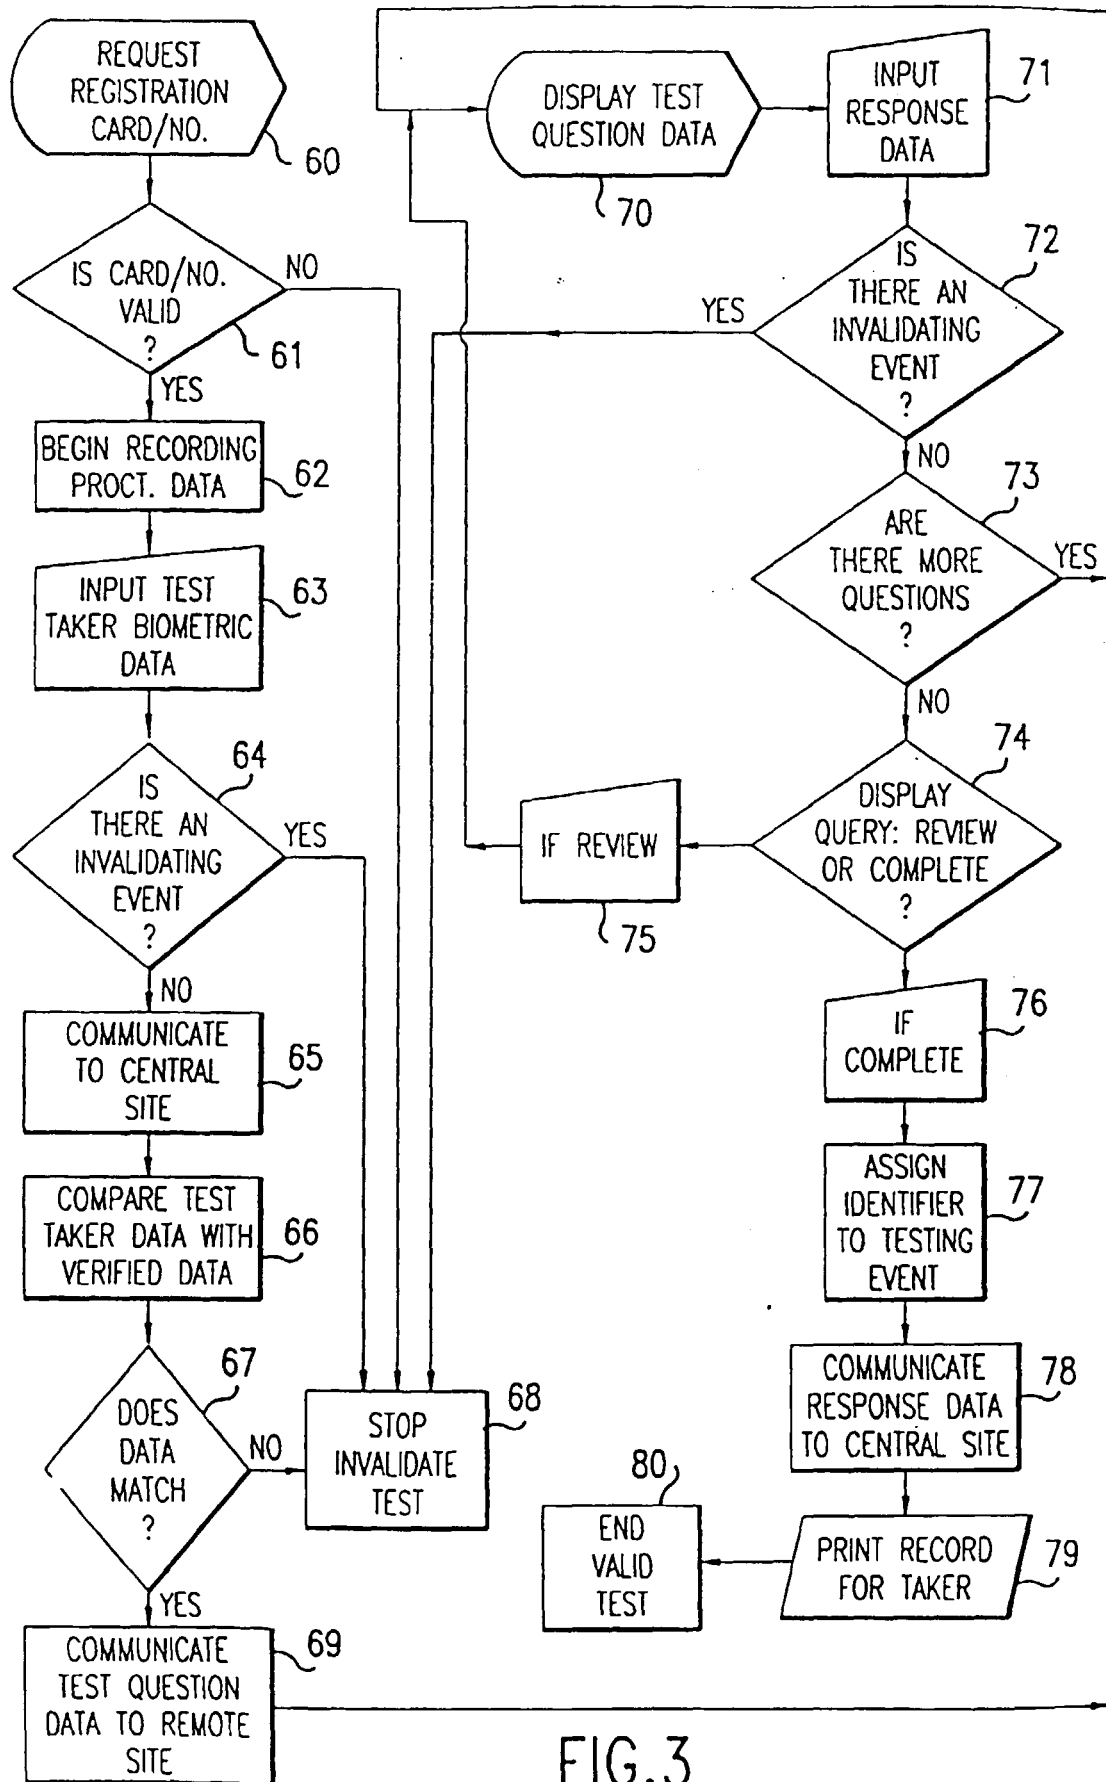 REQUEST
REGISTRATION
CARD/NO.
60
IS CARD/NO.
VALID
?
61
NO
YES
BEGIN RECORDING
PROCT. DATA
62
INPUT TEST
TAKER BIOMETRIC
DATA
63
IS
THERE AN
INVALIDATING
EVENT
?
64
YES
NO
COMMUNICATE
TO CENTRAL
SITE
65
COMPARE TEST
TAKER DATA WITH
VERIFIED DATA
66
DOES
DATA
MATCH
?
67
NO
YES
STOP
INVALIDATE
TEST
68
COMMUNICATE
TEST QUESTION
DATA TO REMOTE
SITE
69
DISPLAY TEST
QUESTION DATA
70
INPUT
RESPONSE
DATA
71
IS
THERE AN
INVALIDATING
EVENT
?
72
YES
NO
ARE
THERE MORE
QUESTIONS
?
73
YES
NO
DISPLAY
QUERY: REVIEW
OR COMPLETE
?
74
IF REVIEW
75
IF
COMPLETE
76
ASSIGN
IDENTIFIER
TO TESTING
EVENT
77
COMMUNICATE
RESPONSE DATA
TO CENTRAL SITE
78
PRINT RECORD
FOR TAKER
79
END
VALID
TEST
80
FIG.3